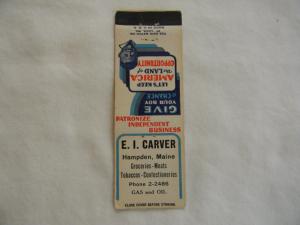 LET'S KEEP
AMERICA
The LAND of
OPPORTUNITY
GIVE
YOUR BOY
A CHANCE
PATRONIZE
INDEPENDENT
BUSINESS
E. I. CARVER
Hampden, Maine
Groceries-Meats
Tobaccos-Confectioneries
Phone 2-2486
GAS and OIL
CLOSE COVER BEFORE STRIKING